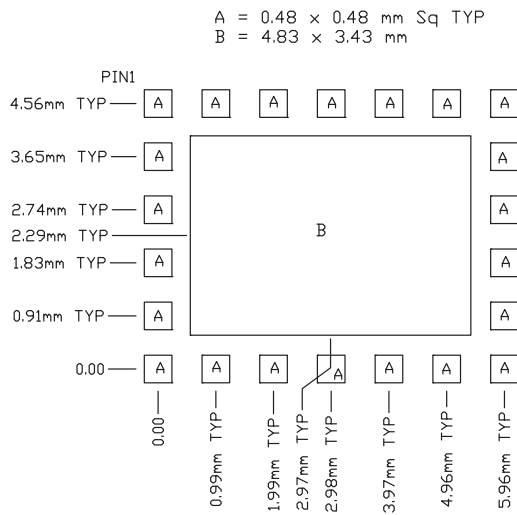 A = 0.48 x 0.48 mm Sq TYP
B = 4.83 x 3.43 mm
PIN1
4.56mm TYP A A A A A A A
3.65mm TYP A A
2.74mm TYP A A
2.29mm TYP B
1.83mm TYP A A
0.91mm TYP A A
0.00 A A A A A A A
0.00
0.99mm TYP
1.99mm TYP
2.97mm TYP
2.98mm TYP
3.97mm TYP
4.96mm TYP
5.96mm TYP